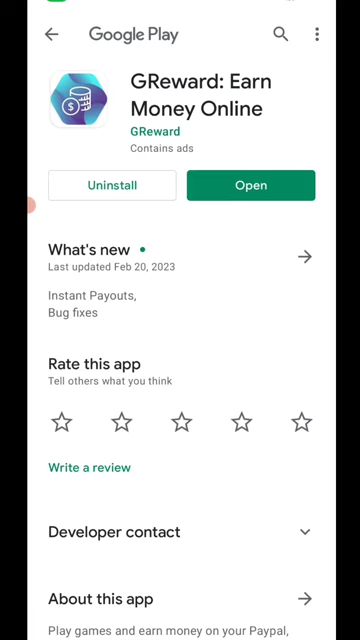 Google Play
GReward: Earn
Money Online
GReward
Contains ads
Uninstall
Open
What's new
Last updated Feb 20, 2023
Instant Payouts,
Bug fixes
Rate this app
Tell others what you think
Write a review
Developer contact
About this app
Play games and earn money on your Paypal,